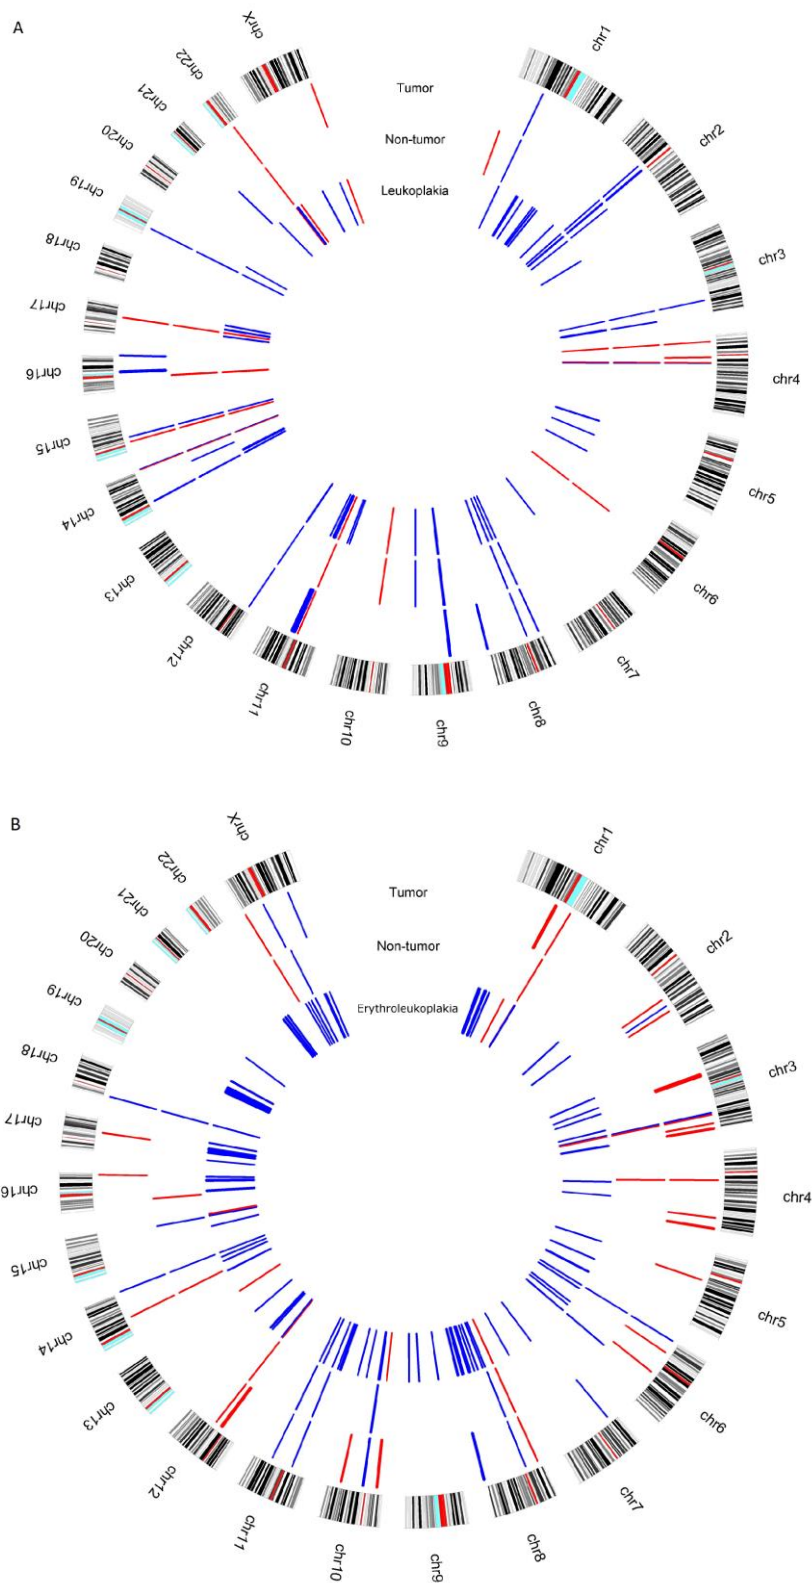 A
chrX
chr1
chr22
Tumor
chr21
chr2
Non-tumor
chr20
Leukoplakia
chr19
chr3
chr18
chr17
chr4
chr16
chr15
chr5
chr14
chr6
chr13
chr7
chr12
chr11
chr8
chr10
chr9
B
chrX
chr1
chr22
Tumor
chr21
chr2
Non-tumor
chr20
Erythroleukoplakia
chr19
chr3
chr18
chr17
chr4
chr16
chr15
chr5
chr14
chr6
chr13
chr7
chr12
chr11
chr8
chr10
chr9